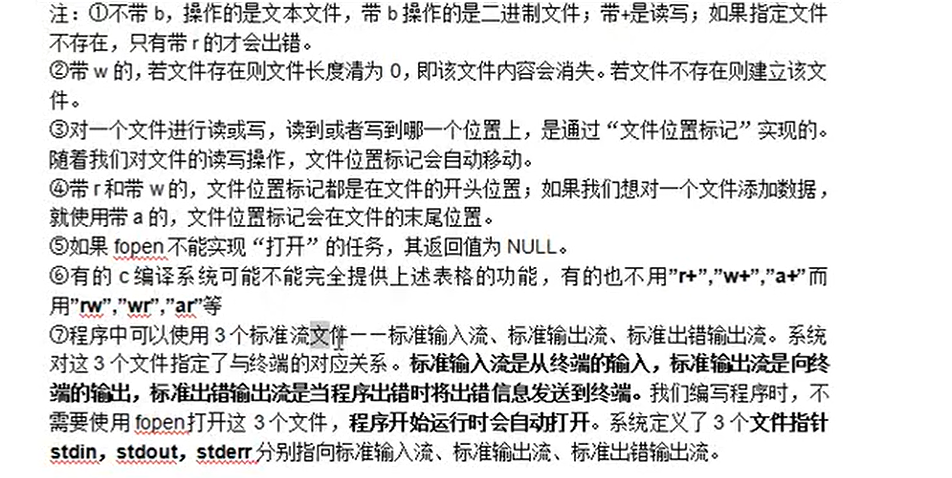 注：①不带 b，操作的是文本文件，带 b 操作的是二进制文件；带+是读写；如果指定文件
不存在，只有带 r 的才会出错。
②带 w 的，若文件存在则文件长度清为 0，即该文件内容会消失。若文件不存在则建立该文
件。
③对一个文件进行读或写，读到或者写到哪一个位置上，是通过“文件位置标记”实现的。
随着我们对文件的读写操作，文件位置标记会自动移动。
④带 r 和带 w 的，文件位置标记都是在文件的开头位置；如果我们想对一个文件添加数据，
就使用带 a 的，文件位置标记会在文件的末尾位置。
⑤如果 fopen 不能实现“打开”的任务，其返回值为 NULL。
⑥有的 c 编译系统可能不能完全提供上述表格的功能，有的也不用”r+”,”w+”,”a+”而
用”rw”,”wr”,”ar”等
⑦程序中可以使用 3 个标准流文件——标准输入流、标准输出流、标准出错输出流。系统
对这 3 个文件指定了与终端的对应关系。标准输入流是从终端的输入，标准输出流是向终
端的输出，标准出错输出流是当程序出错时将出错信息发送到终端。我们编写程序时，不
需要使用 fopen打开这 3 个文件，程序开始运行时会自动打开。系统定义了 3 个文件指针
stdin，stdout，stderr 分别指向标准输入流、标准输出流、标准出错输出流。